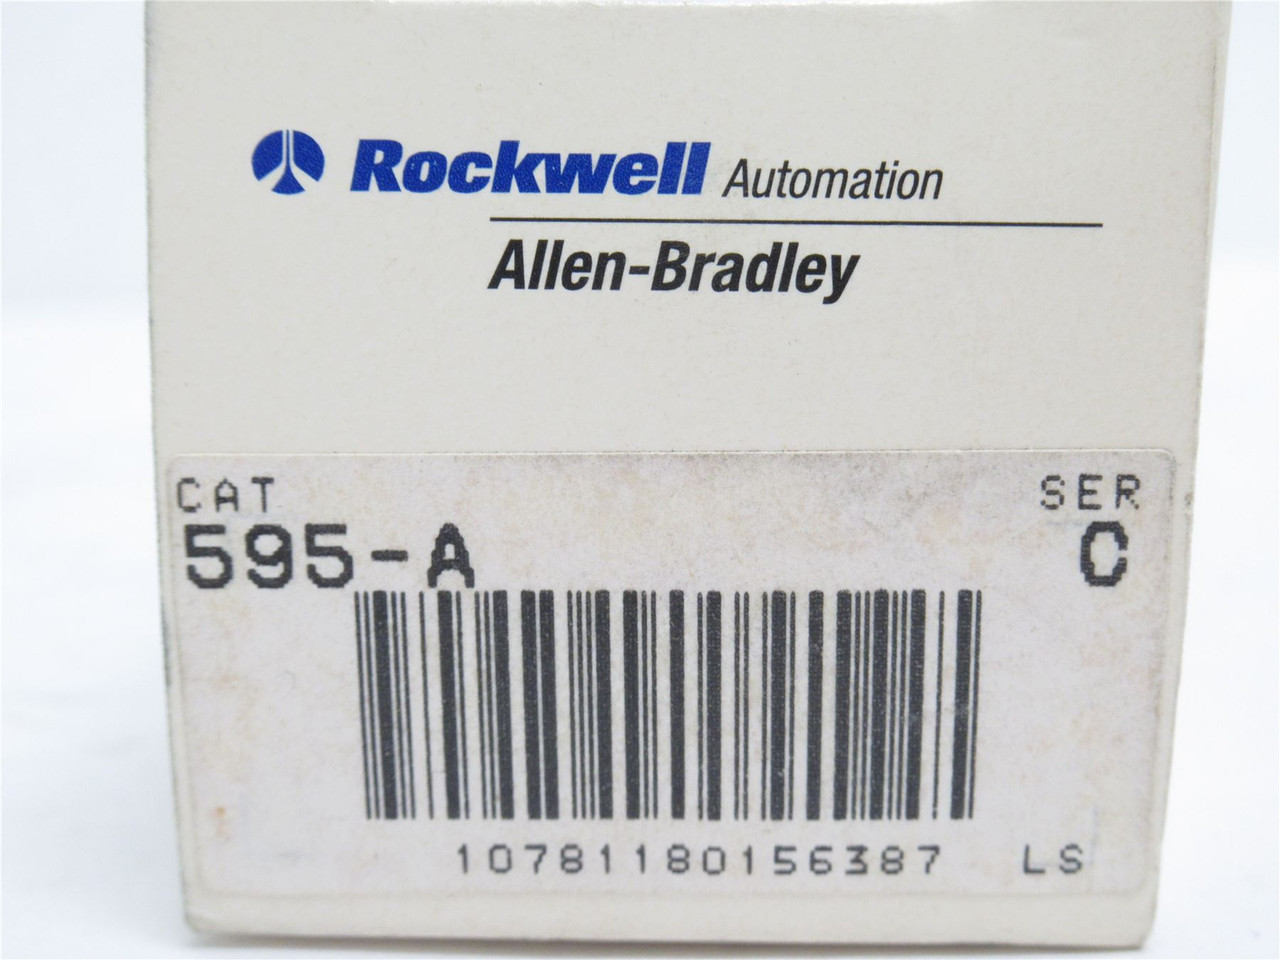 Rockwell Automation
Allen-Bradley
CAT SER
595-A C
10781180156387 LS